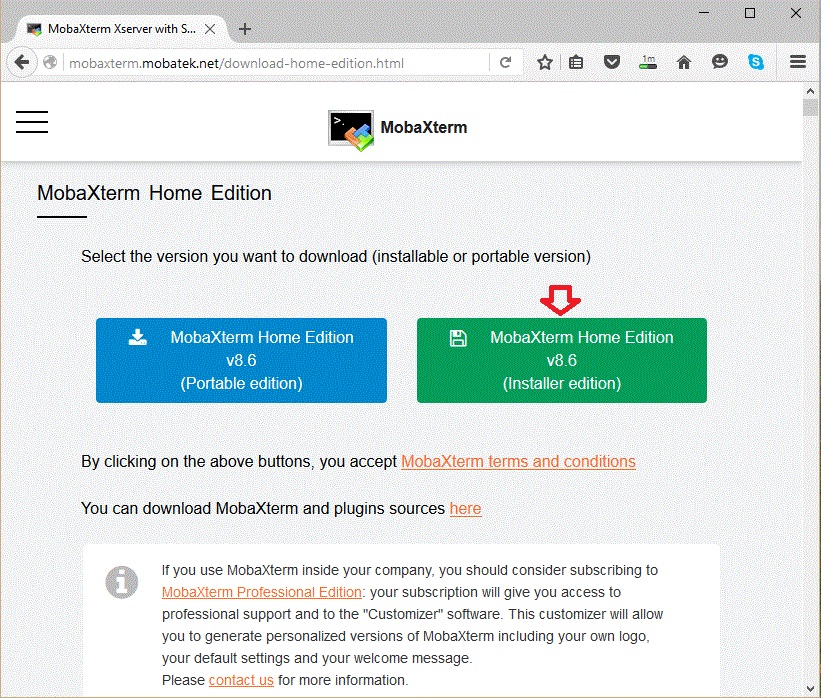 MobaXterm Xserver with S...
mobaxterm.mobatek.net/download-home-edition.html
1m
>.
MobaXterm
MobaXterm Home Edition
Select the version you want to download (installable or portable version)
MobaXterm Home Edition
v8.6
(Portable edition)
MobaXterm Home Edition
v8.6
(Installer edition)
By clicking on the above buttons, you accept MobaXterm terms and conditions
You can download MobaXterm and plugins sources here
If you use MobaXterm inside your company, you should consider subscribing to
MobaXterm Professional Edition: your subscription will give you access to
professional support and to the "Customizer" software. This customizer will allow
you to generate personalized versions of MobaXterm including your own logo,
your default settings and your welcome message.
Please contact us for more information.